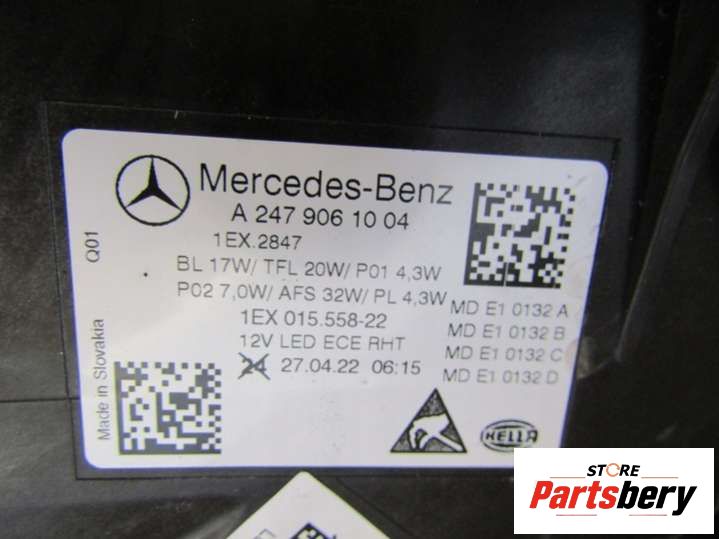 Mercedes-Benz
A 247 906 10 04
1EX.2847
BL 17W/ TFL 20W/ P01 4,3W
P02 7,0W/ AFS 32W/ PL 4,3W
1EX 015.558-22
12V LED ECE RHT
24 27.04.22 06:15
MD E1 0132 A
MD E1 0132 B
MD E1 0132 C
MD E1 0132 D
Q01
Made in Slovakia
HELLA
STORE
Partsbery